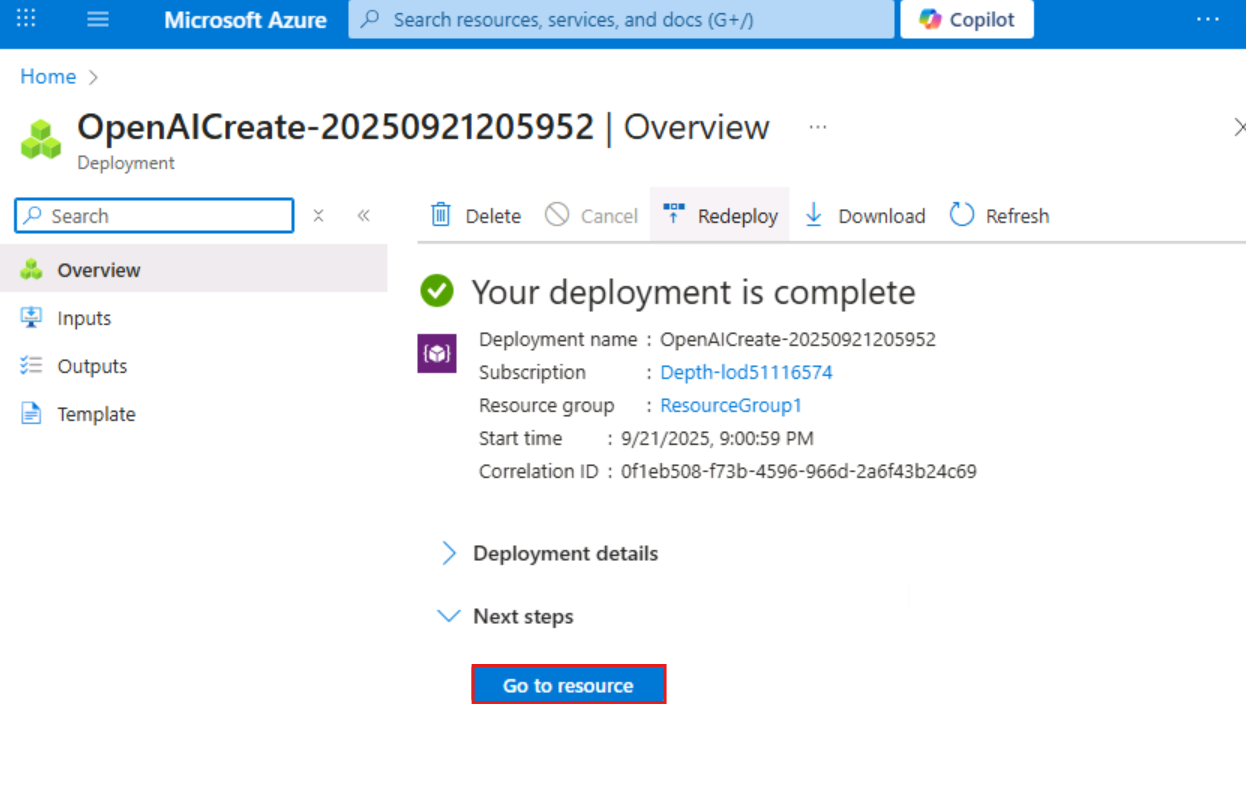 Microsoft Azure
Search resources, services, and docs (G+/)
Copilot
Home
OpenAICreate-20250921205952 | Overview
Deployment
Search
Delete
Cancel
Redeploy
Download
Refresh
Overview
Inputs
Outputs
Template
Your deployment is complete
Deployment name : OpenAICreate-20250921205952
Subscription : Depth-lod51116574
Resource group : ResourceGroup1
Start time : 9/21/2025, 9:00:59 PM
Correlation ID : 0f1eb508-f73b-4596-966d-2a6f43b24c69
Deployment details
Next steps
Go to resource